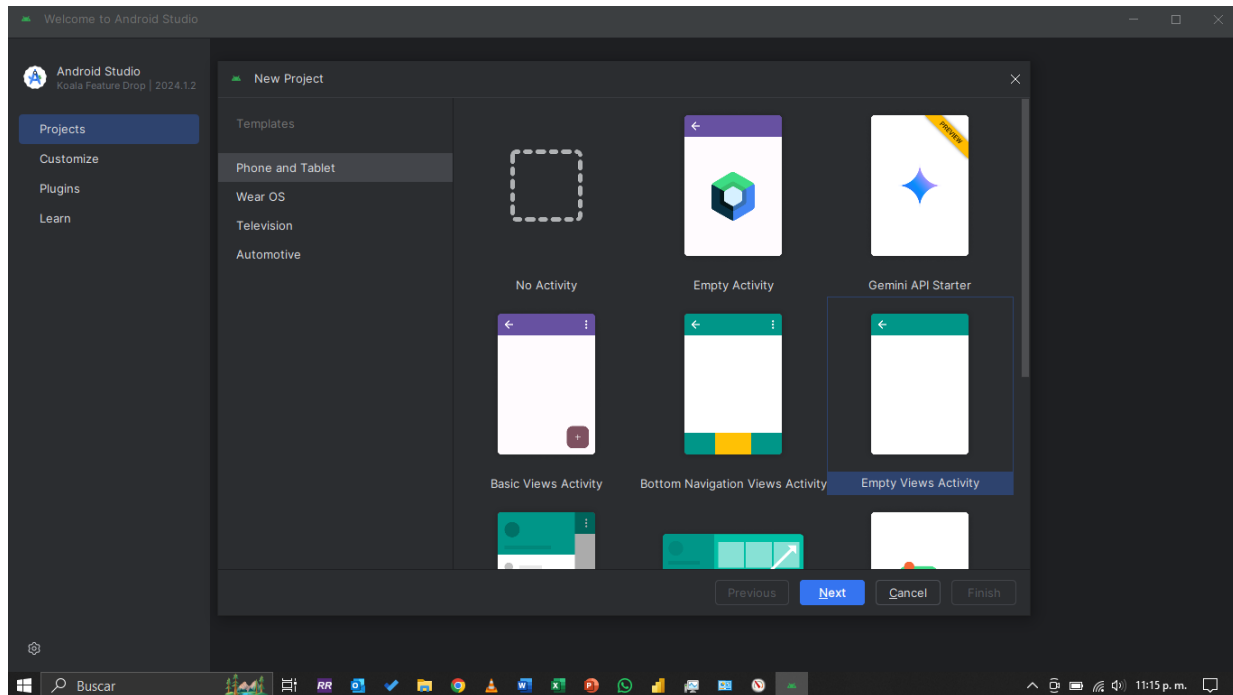 Welcome to Android Studio
Android Studio
Koala Feature Drop | 2024.1.2
Projects
Customize
Plugins
Learn
New Project
Templates
Phone and Tablet
Wear OS
Television
Automotive
PREVIEW
No Activity
Empty Activity
Gemini API Starter
Basic Views Activity
Bottom Navigation Views Activity
Empty Views Activity
Previous
Next
Cancel
Finish
Buscar
RR
11:15 p. m.